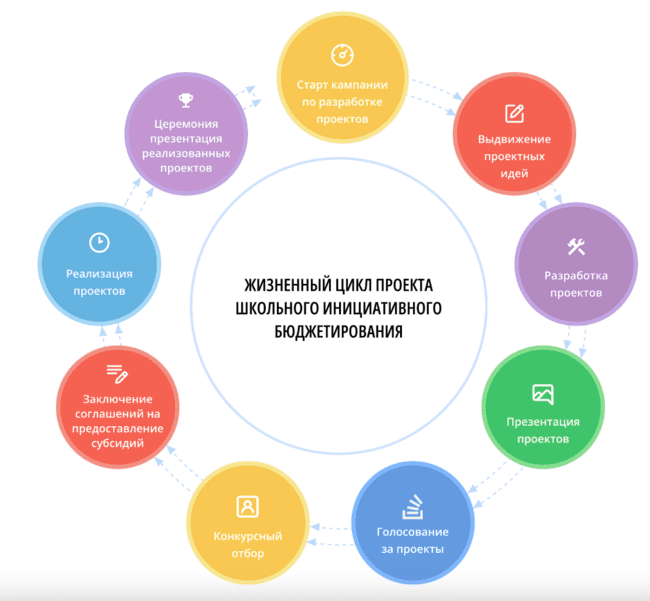 Старт кампании
по разработке
проектов
Выдвижение
проектных
идей
Разработка
проектов
Презентация
проектов
Голосование
за проекты
Конкурсный
отбор
Заключение
соглашений на
предоставление
субсидий
Реализация
проектов
Церемония
презентация
реализованных
проектов
ЖИЗНЕННЫЙ ЦИКЛ ПРОЕКТА
ШКОЛЬНОГО ИНИЦИАТИВНОГО
БЮДЖЕТИРОВАНИЯ